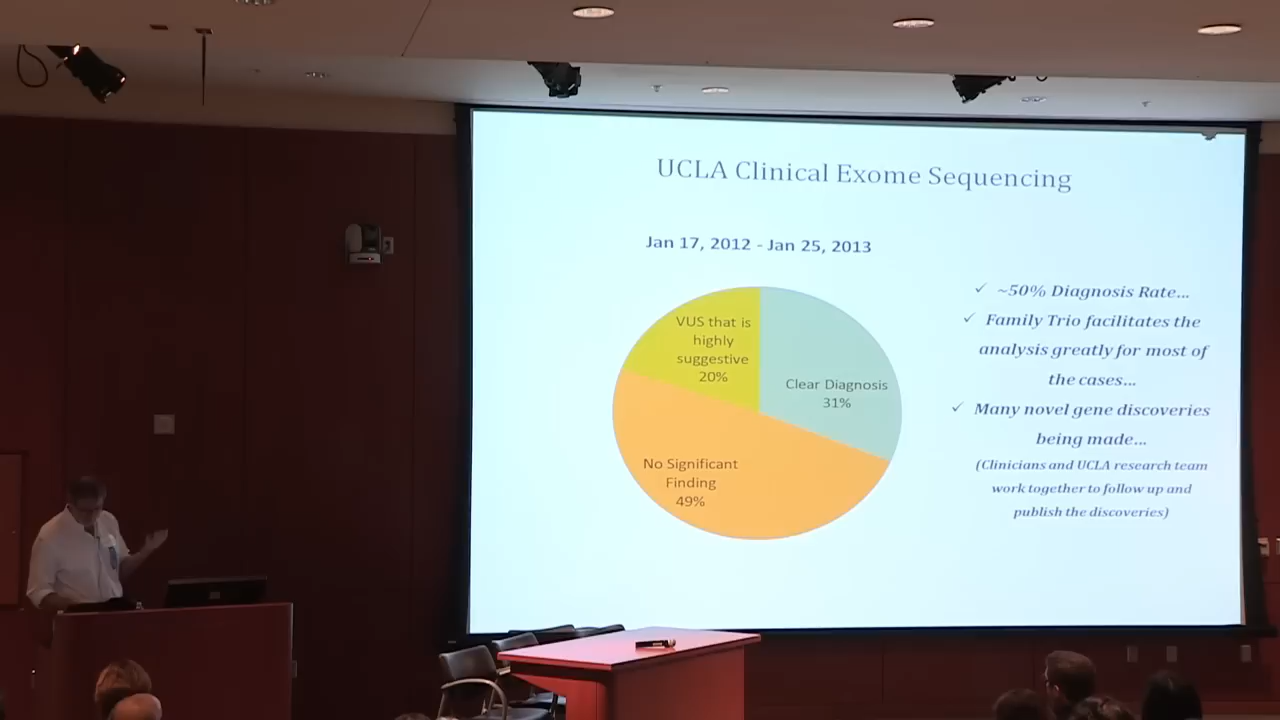 UCLA Clinical Exome Sequencing
Jan 17, 2012 - Jan 25, 2013
VUS that is
highly
suggestive
20%
Clear Diagnosis
31%
No Significant
Finding
49%
✓ ~50% Diagnosis Rate...
✓ Family Trio facilitates the
analysis greatly for most of
the cases...
✓ Many novel gene discoveries
being made...
(Clinicians and UCLA research team
work together to follow up and
publish the discoveries)